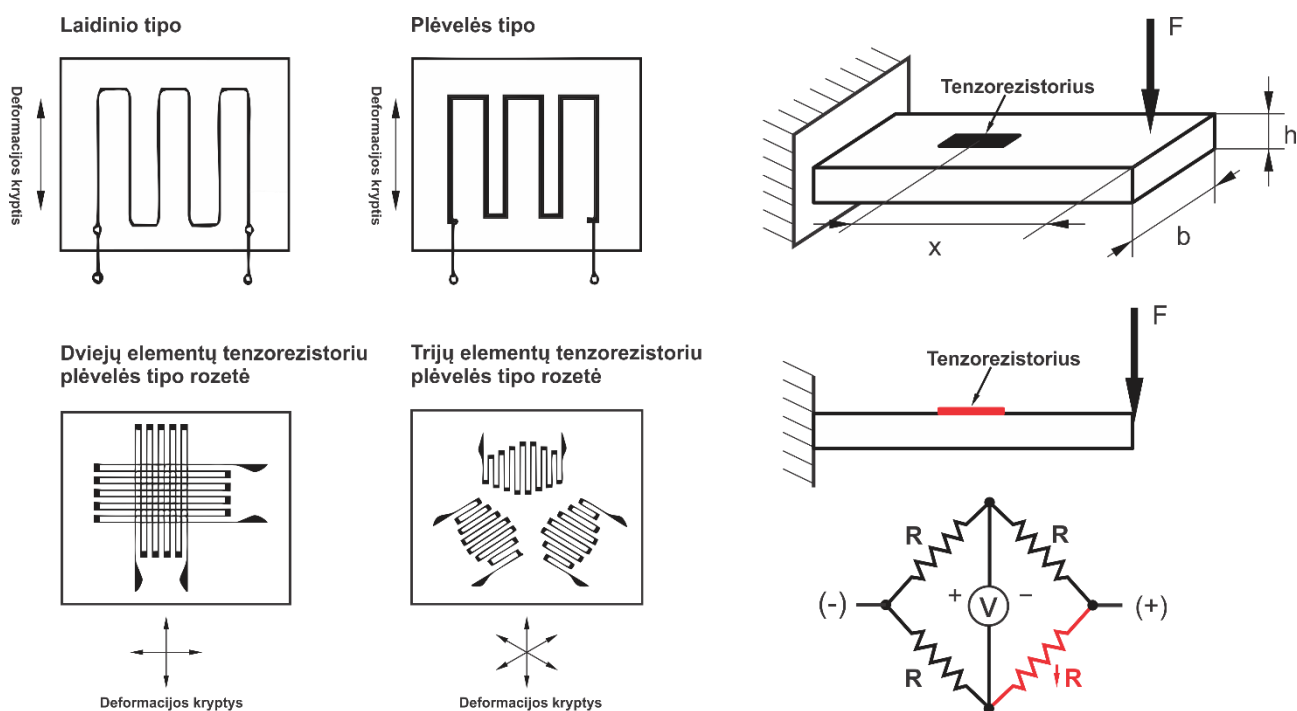 Laidinio tipo
Deformacijos kryptis
Plėvelės tipo
Deformacijos kryptis
Dviejų elementų tenzorezistoriu
plėvelės tipo rozetė
Deformacijos kryptys
Trijų elementų tenzorezistoriu
plėvelės tipo rozetė
Deformacijos kryptys
F
Tenzorezistorius
h
x
b
F
Tenzorezistorius
R
R
(-)
+
V
−
(+)
R
R